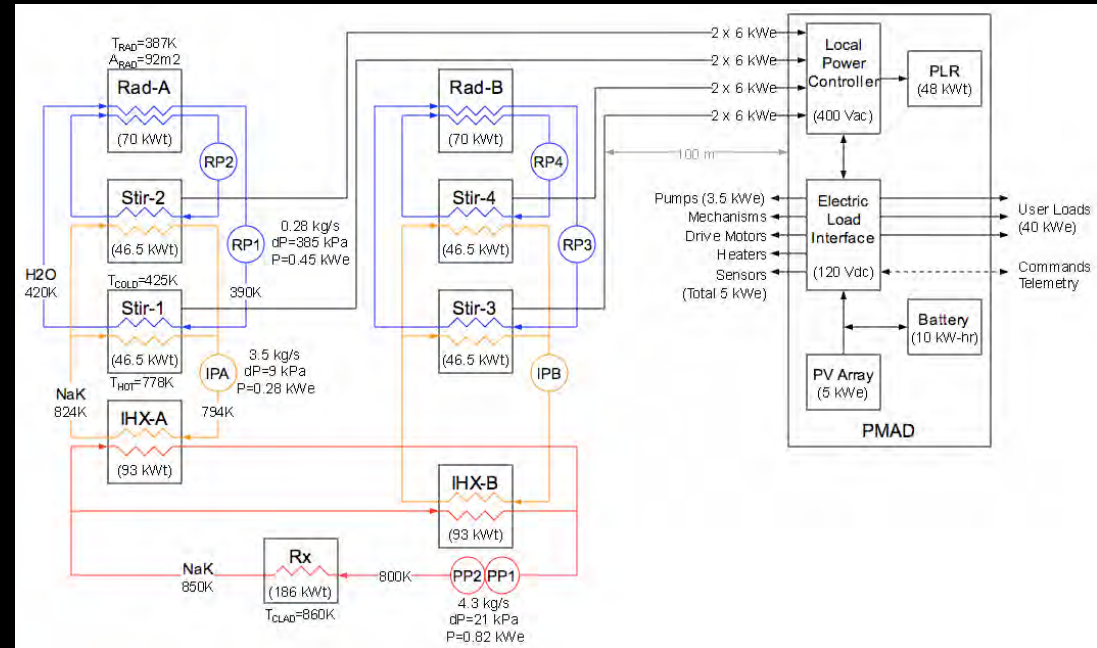 T_RAD=387K
A_RAD=92m2
Rad-A
(70 kWt)
RP2
Stir-2
(46.5 kWt)
RP1
0.28 kg/s
dP=385 kPa
P=0.45 kWe
H2O
420K
T_COLD=425K
390K
Stir-1
(46.5 kWt)
T_HOT=778K
IPA
3.5 kg/s
dP=9 kPa
P=0.28 kWe
NaK
824K
794K
IHX-A
(93 kWt)
Rad-B
(70 kWt)
RP4
Stir-4
(46.5 kWt)
RP3
Stir-3
(46.5 kWt)
IPB
IHX-B
(93 kWt)
NaK
850K
Rx
(186 kWt)
T_CLAD=860K
800K
PP2
PP1
4.3 kg/s
dP=21 kPa
P=0.82 kWe
2 x 6 kWe
2 x 6 kWe
2 x 6 kWe
2 x 6 kWe
100 m
Local
Power
Controller
(400 Vac)
PLR
(48 kWt)
Pumps (3.5 kWe)
Mechanisms
Drive Motors
Heaters
Sensors
(Total 5 kWe)
Electric
Load
Interface
(120 Vdc)
User Loads
(40 kWe)
Commands
Telemetry
Battery
(10 kW-hr)
PV Array
(5 kWe)
PMAD